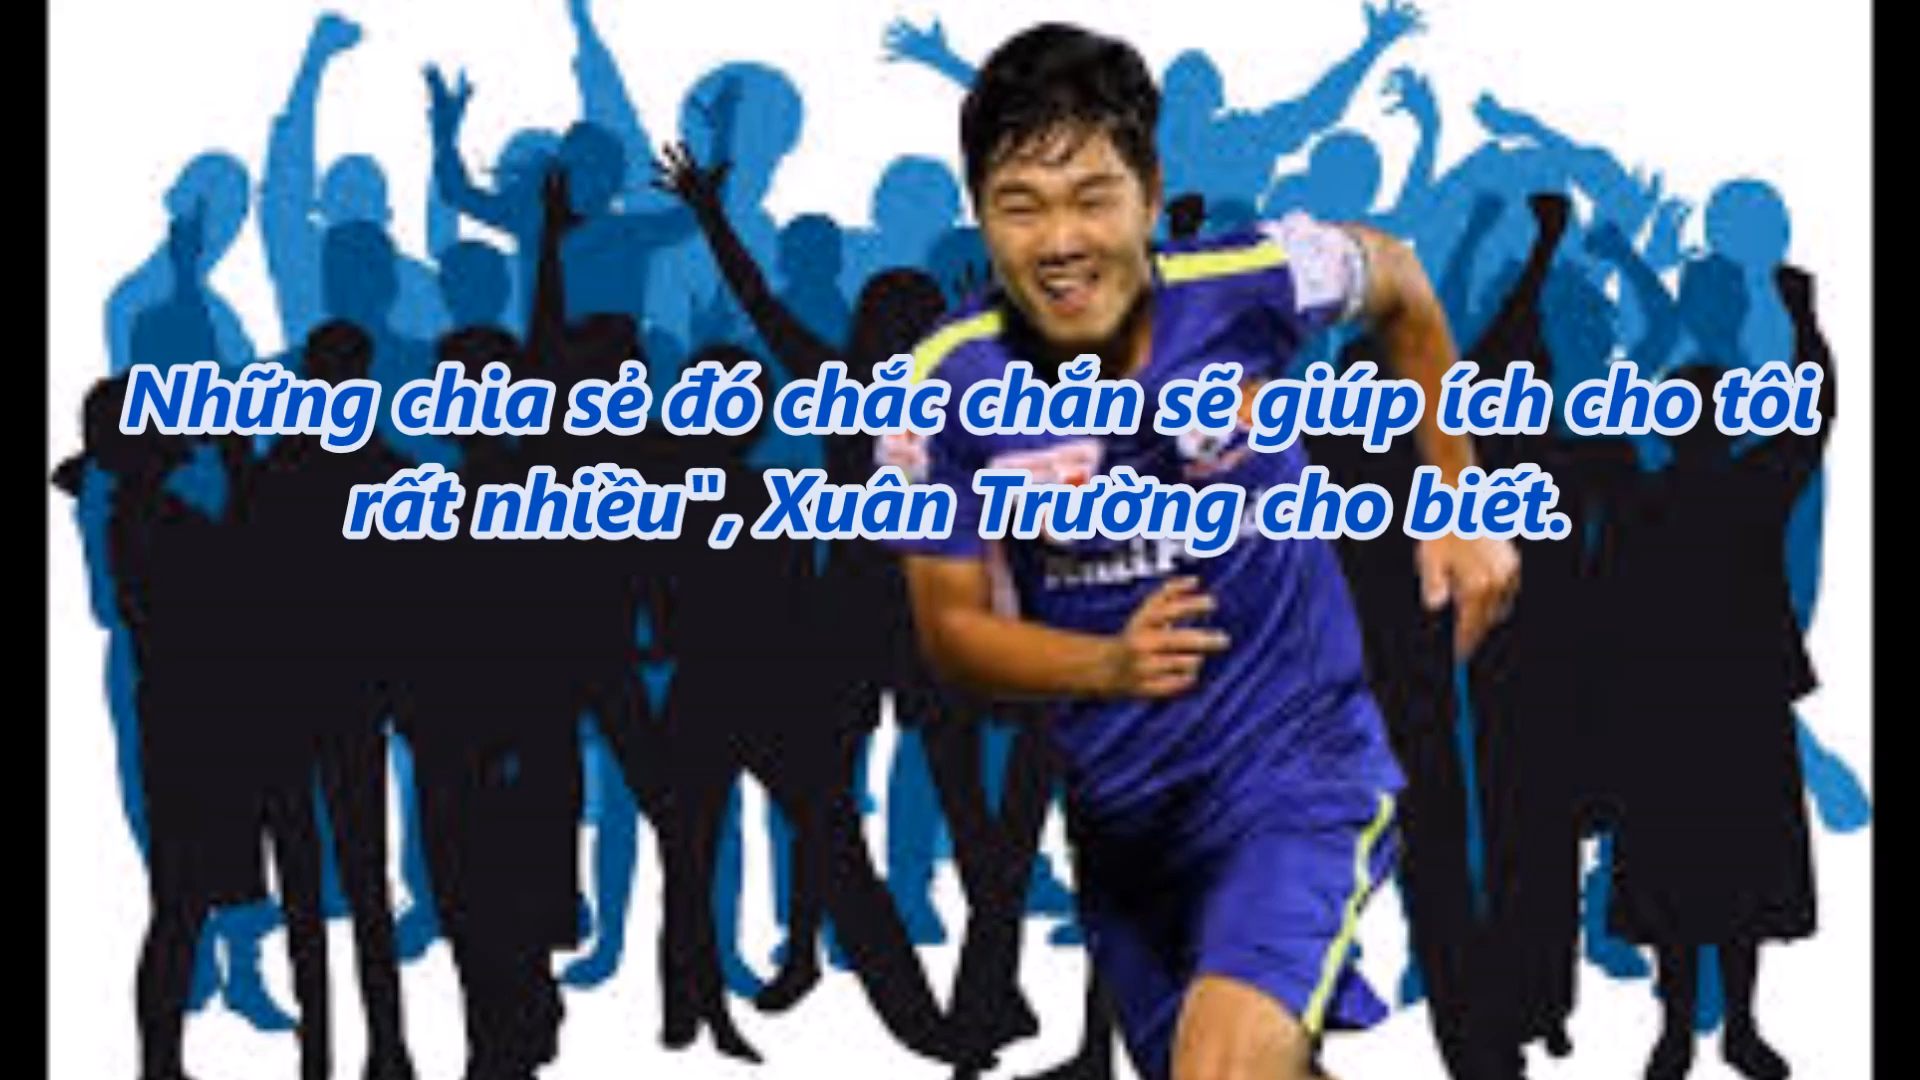 Những chia sẻ đó chắc chắn sẽ giúp ích cho tôi
rất nhiều", Xuân Trường cho biết.